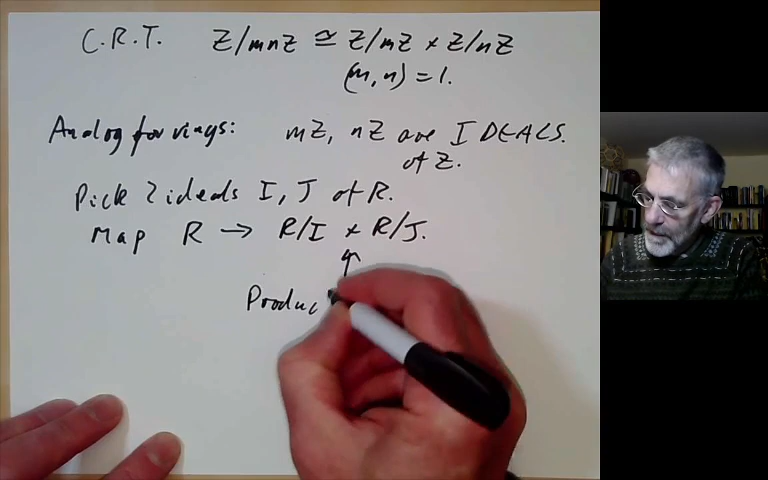 C.R.T. Z/mnZ ≅ Z/mZ × Z/nZ
(m, n) = 1.
Analog for rings: mZ, nZ are IDEALS.
of Z.
Pick 2 ideals I, J of R.
Map R → R/I × R/J.
↑
Produc